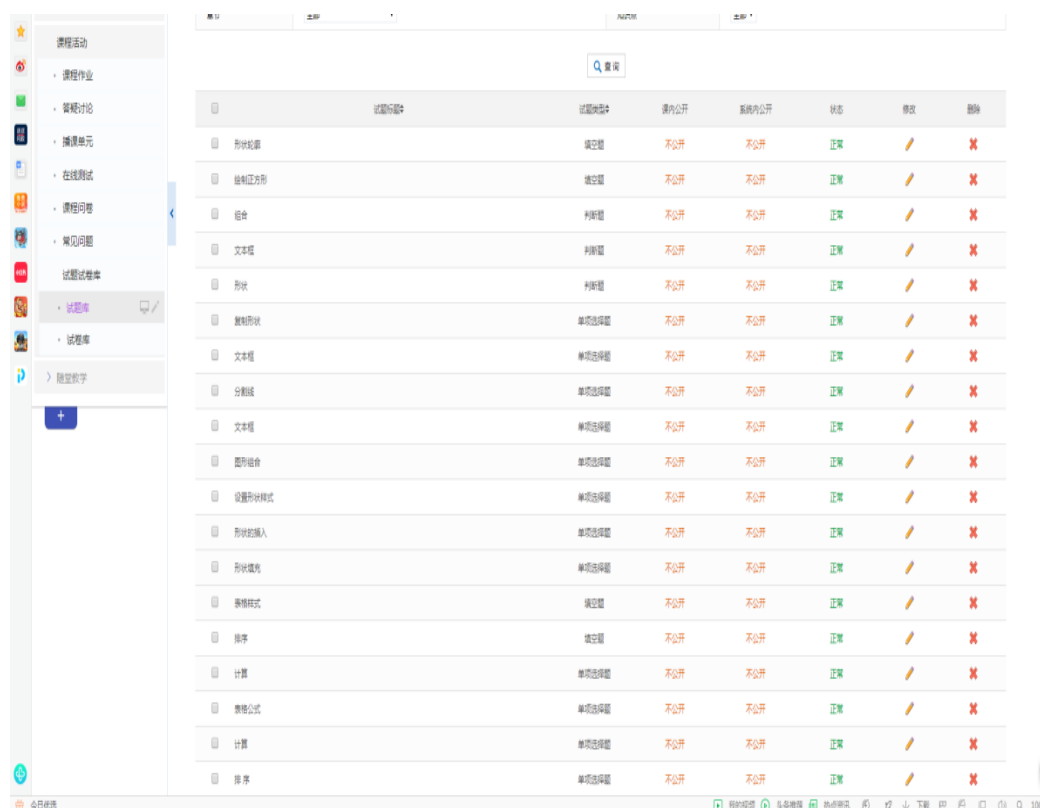 全部 知识点 全部
课程活动
课程作业
答疑讨论
播课单元
在线测试
课程问卷
常见问题
试题试卷库
试题库
试卷库
随堂教学
+
查询
试题标题 试题类型 课内公开 系统内公开 状态 修改 删除
形状轮廓 填空题 不公开 不公开 正常
绘制正方形 填空题 不公开 不公开 正常
组合 判断题 不公开 不公开 正常
文本框 判断题 不公开 不公开 正常
形状 判断题 不公开 不公开 正常
复制形状 单项选择题 不公开 不公开 正常
文本框 单项选择题 不公开 不公开 正常
分割线 单项选择题 不公开 不公开 正常
文本框 单项选择题 不公开 不公开 正常
图形组合 单项选择题 不公开 不公开 正常
设置形状样式 单项选择题 不公开 不公开 正常
形状的插入 单项选择题 不公开 不公开 正常
形状填充 单项选择题 不公开 不公开 正常
表格样式 填空题 不公开 不公开 正常
排序 填空题 不公开 不公开 正常
计算 单项选择题 不公开 不公开 正常
表格公式 单项选择题 不公开 不公开 正常
计算 单项选择题 不公开 不公开 正常
排 序 单项选择题 不公开 不公开 正常
今日优选 我的视频 头条推荐 热点资讯 下载